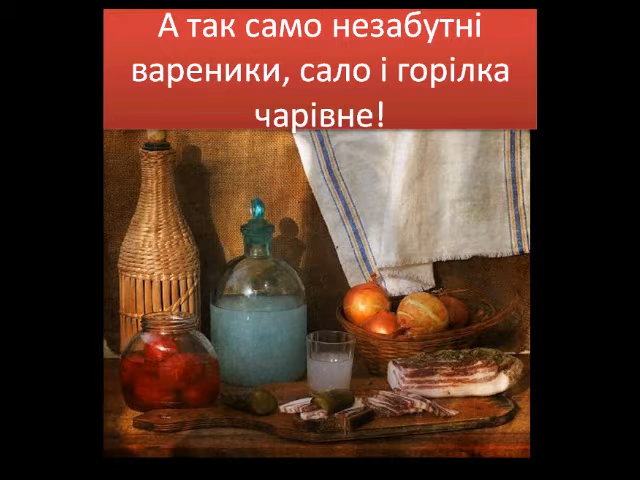 А так само незабутні
вареники, сало і горілка
чарівне!